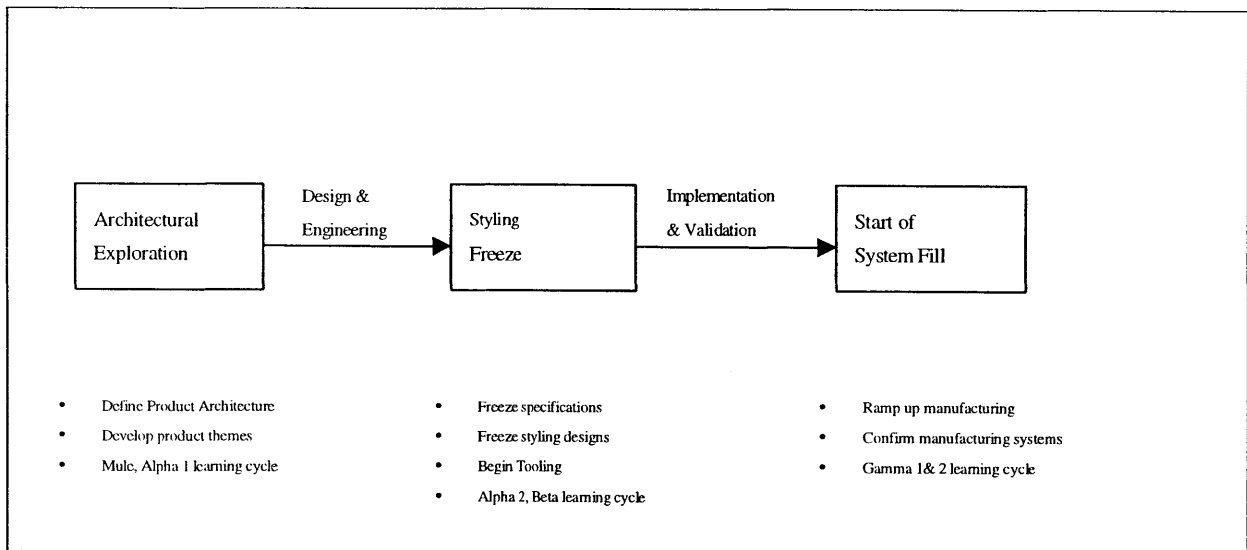 Architectural
Exploration
Design &
Engineering
Styling
Freeze
Implementation
& Validation
Start of
System Fill
• Define Product Architecture
• Develop product themes
• Mule, Alpha 1 learning cycle
• Freeze specifications
• Freeze styling designs
• Begin Tooling
• Alpha 2, Beta learning cycle
• Ramp up manufacturing
• Confirm manufacturing systems
• Gamma 1& 2 learning cycle